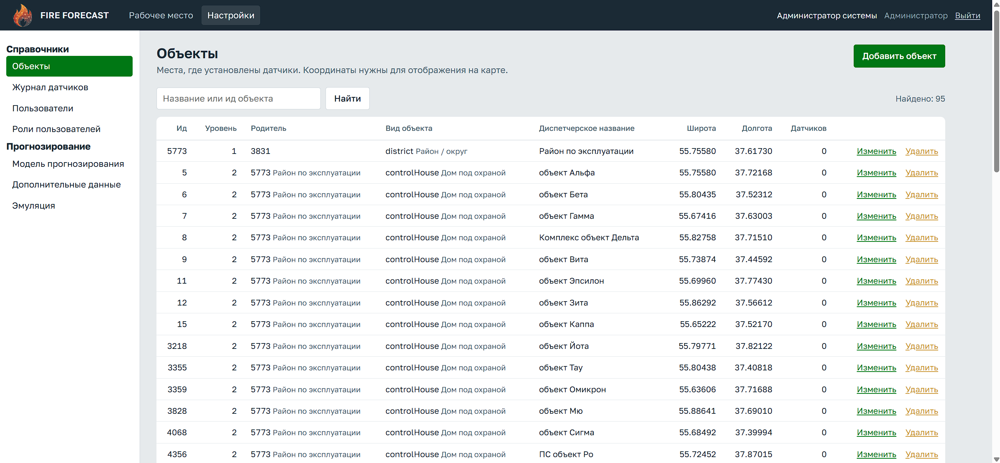 FIRE FORECAST Рабочее место Настройки Администратор системы Администратор Выйти
Справочники
Объекты
Журнал датчиков
Пользователи
Роли пользователей
Прогнозирование
Модель прогнозирования
Дополнительные данные
Эмуляция
Объекты
Добавить объект
Места, где установлены датчики. Координаты нужны для отображения на карте.
Название или ид объекта Найти Найдено: 95
Ид Уровень Родитель Вид объекта Диспетчерское название Широта Долгота Датчиков
5773 1 3831 district Район / округ Район по эксплуатации 55.75580 37.61730 0 Изменить Удалить
5 2 5773 Район по эксплуатации controlHouse Дом под охраной объект Альфа 55.75580 37.72168 0 Изменить Удалить
6 2 5773 Район по эксплуатации controlHouse Дом под охраной объект Бета 55.80435 37.52312 0 Изменить Удалить
7 2 5773 Район по эксплуатации controlHouse Дом под охраной объект Гамма 55.67416 37.63003 0 Изменить Удалить
8 2 5773 Район по эксплуатации controlHouse Дом под охраной Комплекс объект Дельта 55.82758 37.71510 0 Изменить Удалить
9 2 5773 Район по эксплуатации controlHouse Дом под охраной объект Вита 55.73874 37.44592 0 Изменить Удалить
11 2 5773 Район по эксплуатации controlHouse Дом под охраной объект Эпсилон 55.69960 37.77430 0 Изменить Удалить
12 2 5773 Район по эксплуатации controlHouse Дом под охраной объект Зита 55.86292 37.56612 0 Изменить Удалить
15 2 5773 Район по эксплуатации controlHouse Дом под охраной объект Каппа 55.65222 37.52170 0 Изменить Удалить
3218 2 5773 Район по эксплуатации controlHouse Дом под охраной объект Йота 55.79771 37.82122 0 Изменить Удалить
3355 2 5773 Район по эксплуатации controlHouse Дом под охраной объект Тау 55.80438 37.40818 0 Изменить Удалить
3359 2 5773 Район по эксплуатации controlHouse Дом под охраной объект Омикрон 55.63606 37.71688 0 Изменить Удалить
3828 2 5773 Район по эксплуатации controlHouse Дом под охраной объект Мю 55.88641 37.69010 0 Изменить Удалить
4068 2 5773 Район по эксплуатации controlHouse Дом под охраной объект Сигма 55.68492 37.39994 0 Изменить Удалить
4356 2 5773 Район по эксплуатации controlHouse Дом под охраной ПС объект Ро 55.72452 37.87015 0 Изменить Удалить